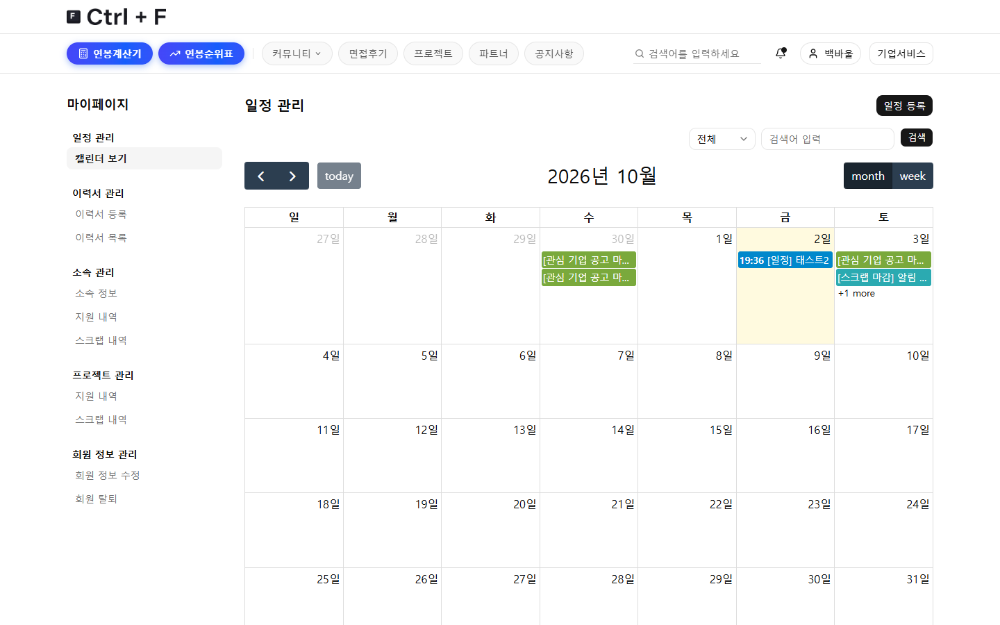 F Ctrl + F
연봉계산기 연봉순위표 커뮤니티 면접후기 프로젝트 파트너 공지사항 검색어를 입력하세요 백바울 기업서비스
마이페이지
일정 관리
캘린더 보기
이력서 관리
이력서 등록
이력서 목록
소속 관리
소속 정보
지원 내역
스크랩 내역
프로젝트 관리
지원 내역
스크랩 내역
회원 정보 관리
회원 정보 수정
회원 탈퇴
일정 관리 일정 등록
전체 검색어 입력 검색
today 2026년 10월 month week
일 월 화 수 목 금 토
27일 28일 29일 30일 1일 2일 3일
[관심 기업 공고 마... 19:36 [일정] 태스트2 [관심 기업 공고 마...
[관심 기업 공고 마... [스크랩 마감] 알림 ...
+1 more
4일 5일 6일 7일 8일 9일 10일
11일 12일 13일 14일 15일 16일 17일
18일 19일 20일 21일 22일 23일 24일
25일 26일 27일 28일 29일 30일 31일